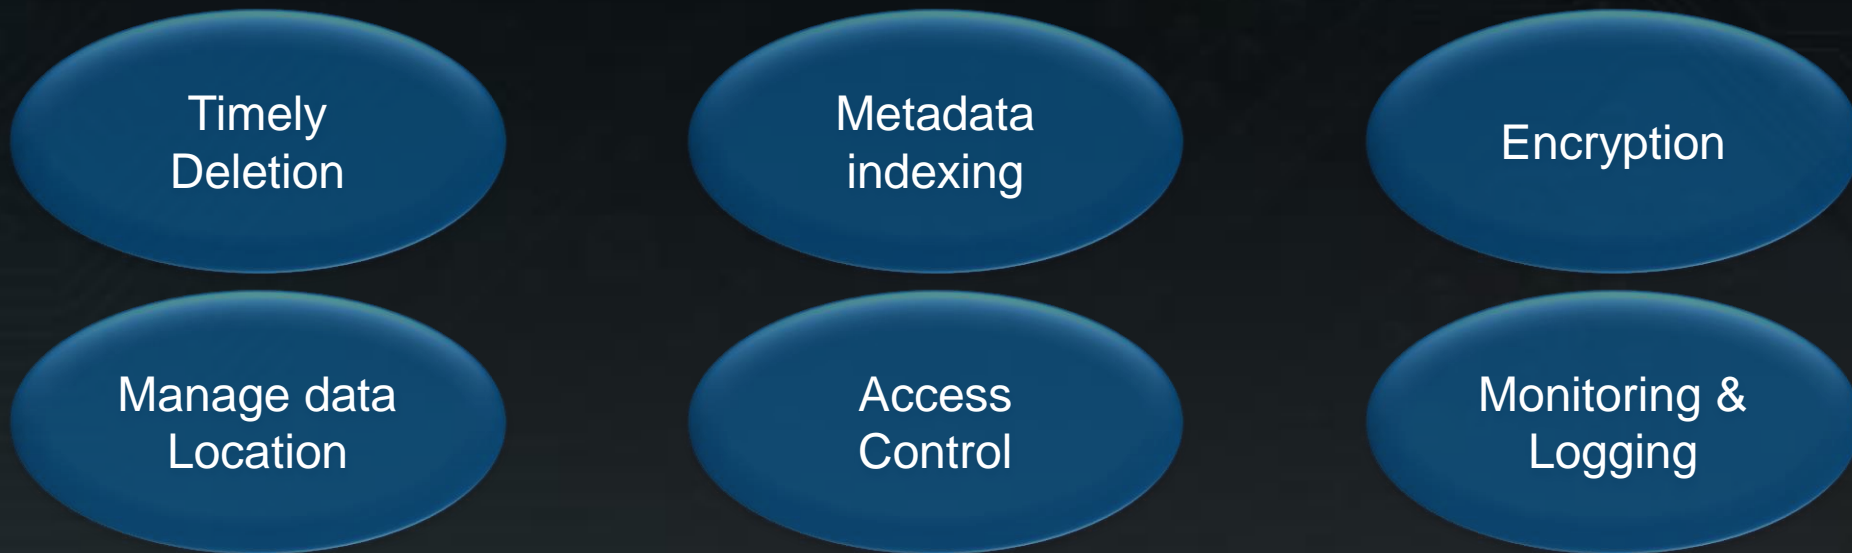 Timely
Deletion
Metadata
indexing
Encryption
Manage data
Location
Access
Control
Monitoring &
Logging